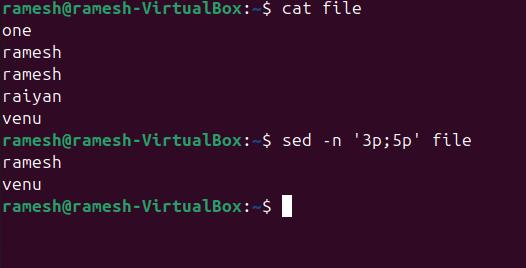 ramesh@ramesh-VirtualBox:~$ cat file
one
ramesh
ramesh
raiyan
venu
ramesh@ramesh-VirtualBox:~$ sed -n '3p;5p' file
ramesh
venu
ramesh@ramesh-VirtualBox:~$